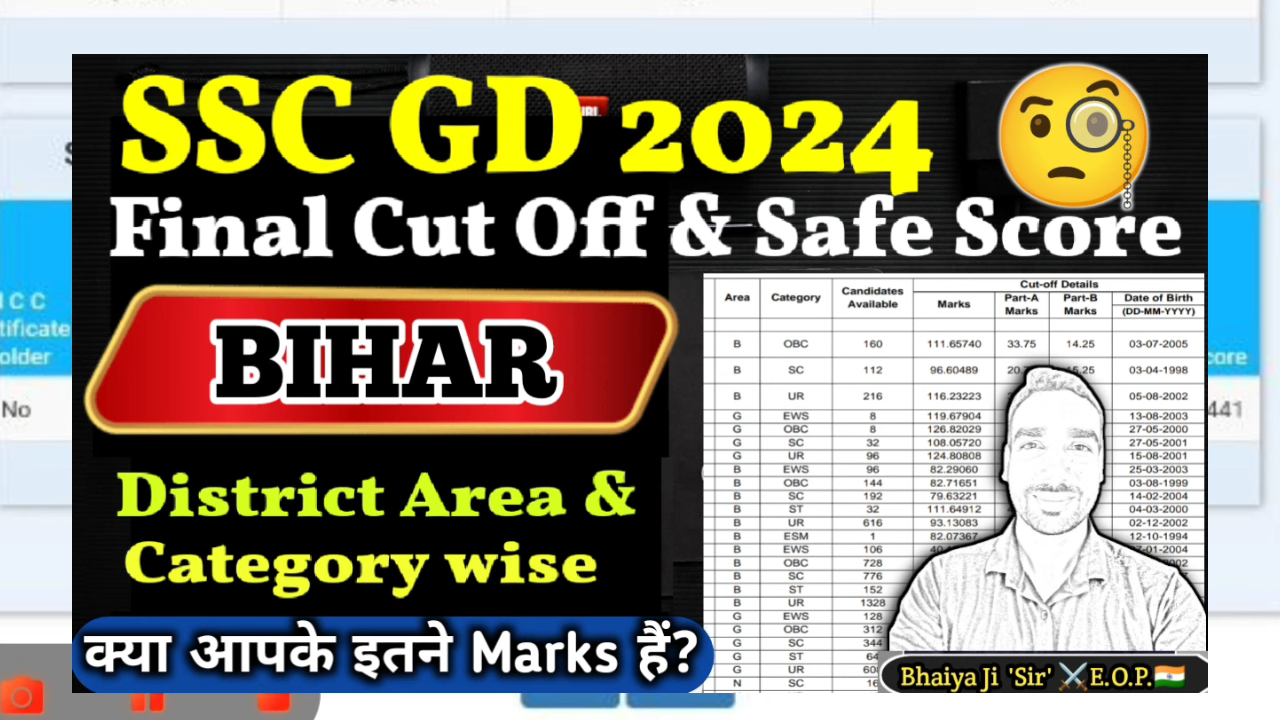 SSC GD 2024
Final Cut Off & Safe Score
BIHAR
District Area &
Category wise
क्या आपके इतने Marks हैं?
Area Category Candidates Available Cut-off Details
Marks Part-A Marks Part-B Marks Date of Birth (DD-MM-YYYY)
B OBC 160 111.65740 33.75 14.25 03-07-2005
B SC 112 96.60489 03-04-1998
B UR 216 116.23223 05-08-2002
G EWS 8 119.67904 13-08-2003
G OBC 8 126.82029 27-05-2000
G SC 32 108.05720 27-05-2001
G UR 96 124.80808 15-08-2001
B EWS 96 82.29060 25-03-2003
B OBC 144 82.71651 03-08-1999
B SC 192 79.63221 14-02-2004
B ST 32 111.64912 04-03-2000
B UR 616 93.13083 02-12-2002
B ESM 1 82.07367 12-10-1994
B EWS 106
B OBC 728
B SC 776
B ST 152
B UR 1328
G EWS 128
G OBC 312
G SC 344
G ST
G UR
N SC
Bhaiya Ji 'Sir' ⚔️E.O.P.🇮🇳
No